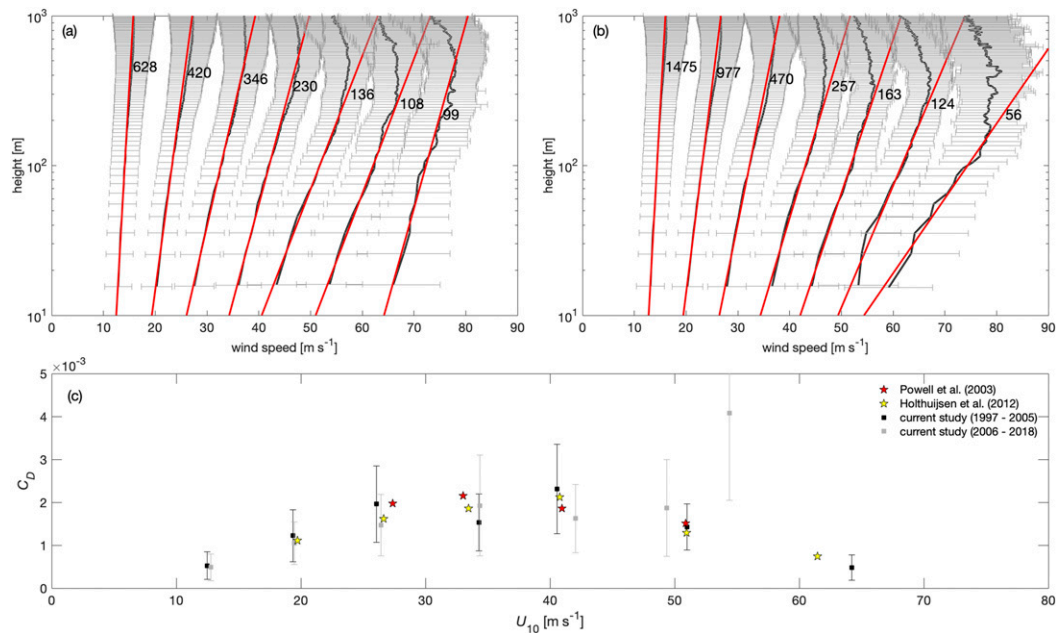 (a)
10³
10²
10¹
height [m]
628
420
346
230
136
108
99
0 10 20 30 40 50 60 70 80 90
wind speed [m s⁻¹]
(b)
10³
10²
10¹
height [m]
1475
977
470
257
163
124
56
0 10 20 30 40 50 60 70 80 90
wind speed [m s⁻¹]
×10⁻³
(c)
5
4
3
2
1
0
C_D
Powell et al. (2003)
Holthuijsen et al. (2012)
current study (1997 - 2005)
current study (2006 - 2018)
0 10 20 30 40 50 60 70 80
U₁₀ [m s⁻¹]